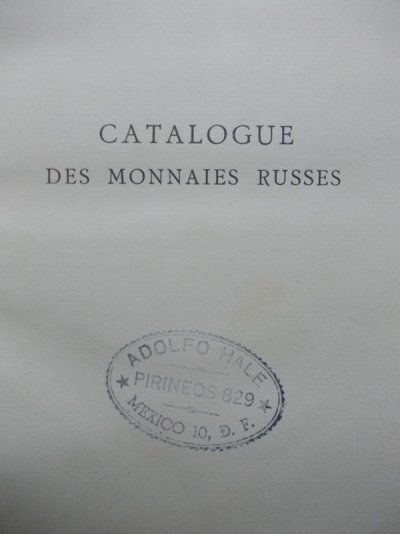 CATALOGUE
DES MONNAIES RUSSES
ADOLFO HALE
★ PIRINEOS 829 ★
MEXICO 10, D. F.